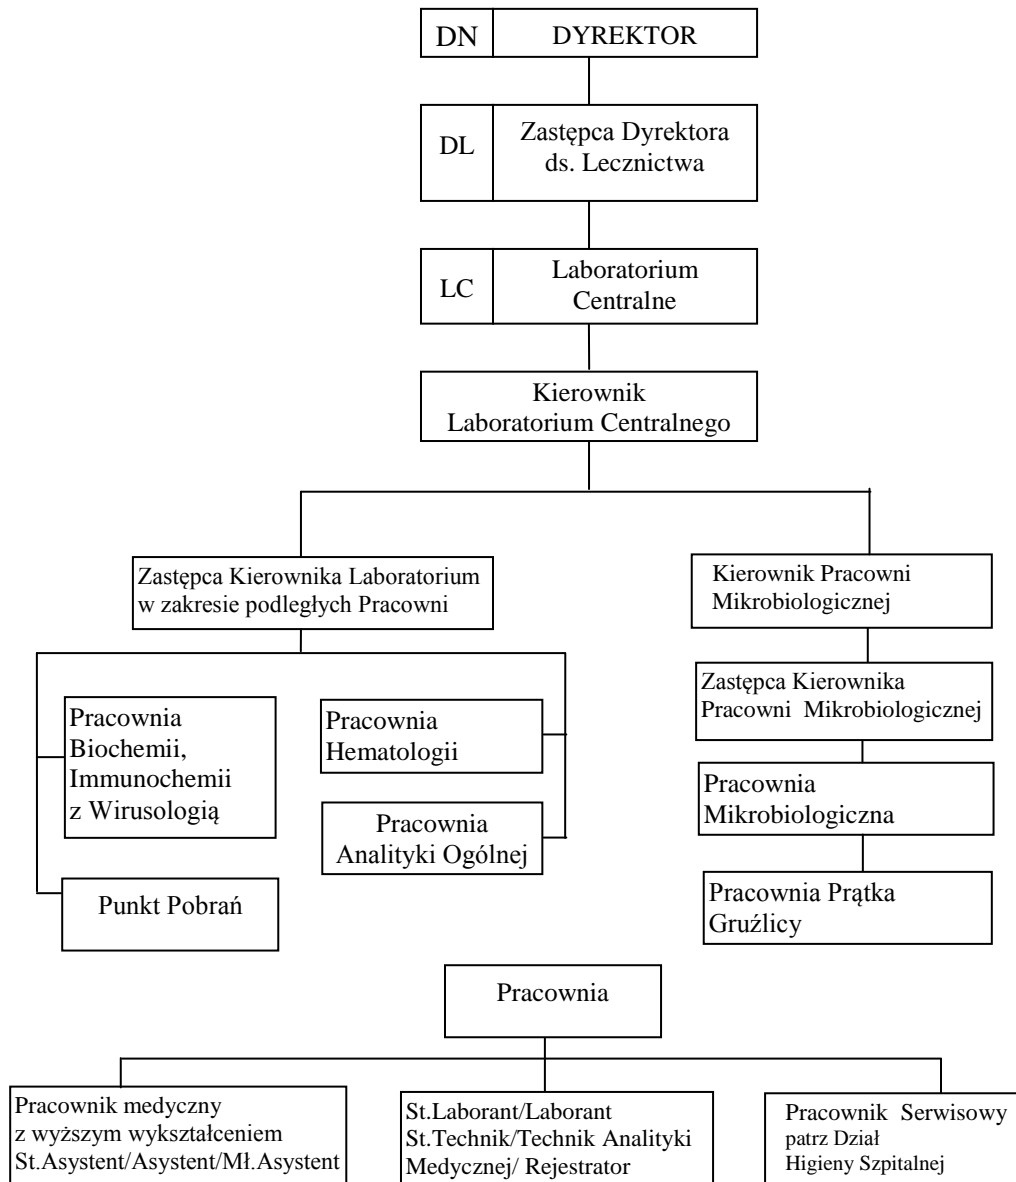 DN DYREKTOR
DL Zastępca Dyrektora
ds. Lecznictwa
LC Laboratorium
Centralne
Kierownik
Laboratorium Centralnego
Zastępca Kierownika Laboratorium
w zakresie podległych Pracowni
Kierownik Pracowni
Mikrobiologicznej
Zastępca Kierownika
Pracowni Mikrobiologicznej
Pracownia
Biochemii,
Immunochemii
z Wirusologią
Pracownia
Hematologii
Pracownia
Mikrobiologiczna
Pracownia
Analityki Ogólnej
Punkt Pobrań
Pracownia Prątka
Gruźlicy
Pracownia
Pracownik medyczny
z wyższym wykształceniem
St.Asystent/Asystent/Mł.Asystent
St.Laborant/Laborant
St.Technik/Technik Analityki
Medycznej/ Rejestrator
Pracownik Serwisowy
patrz Dział
Higieny Szpitalnej